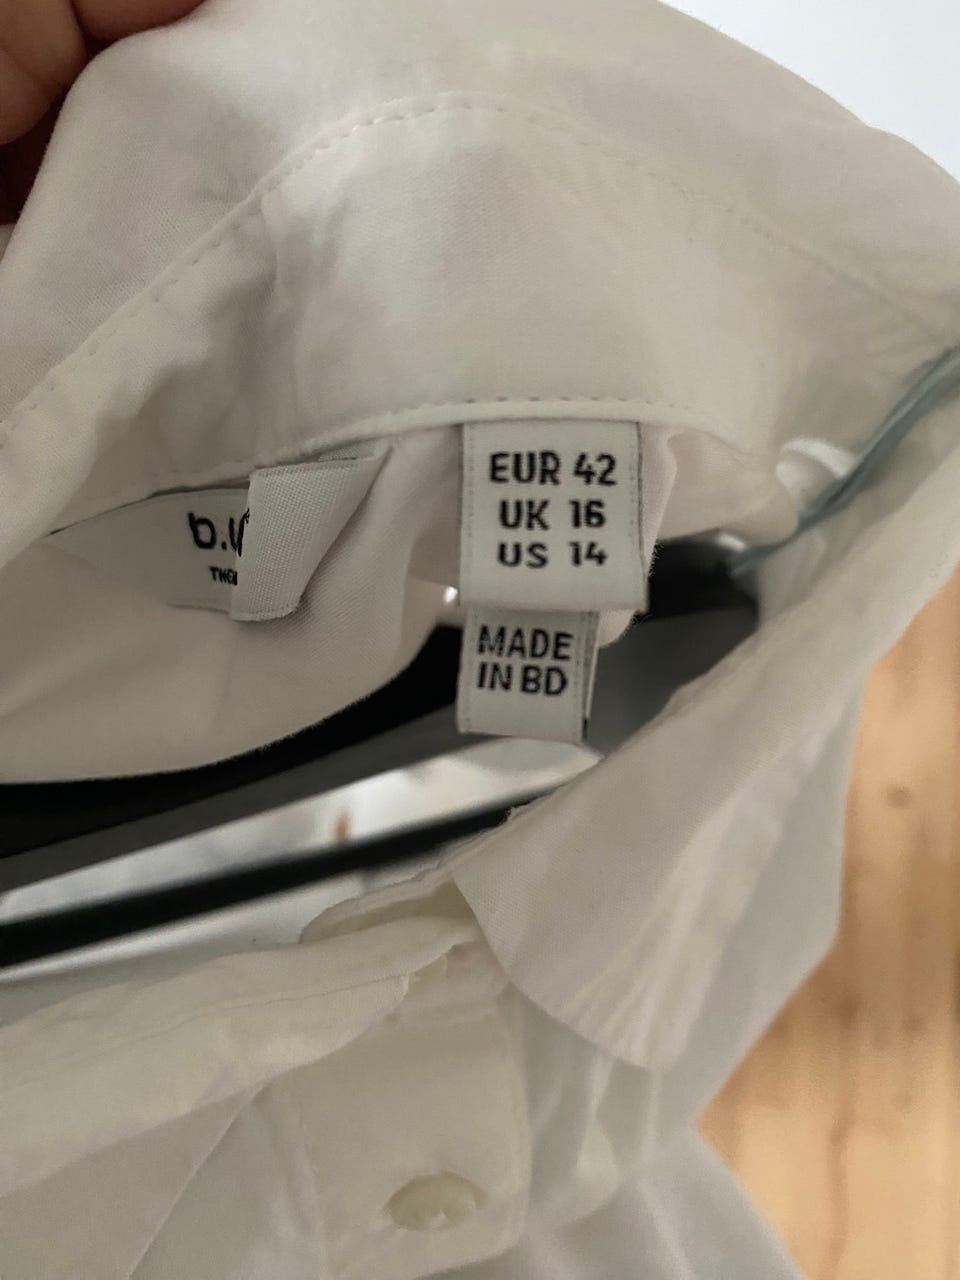 b.
EUR 42
UK 16
US 14
MADE
IN BD